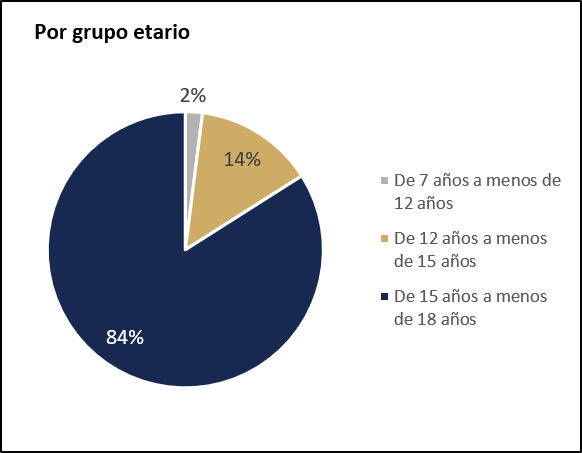 Por grupo etario
2%
14%
84%
De 7 años a menos de
12 años
De 12 años a menos
de 15 años
De 15 años a menos
de 18 años